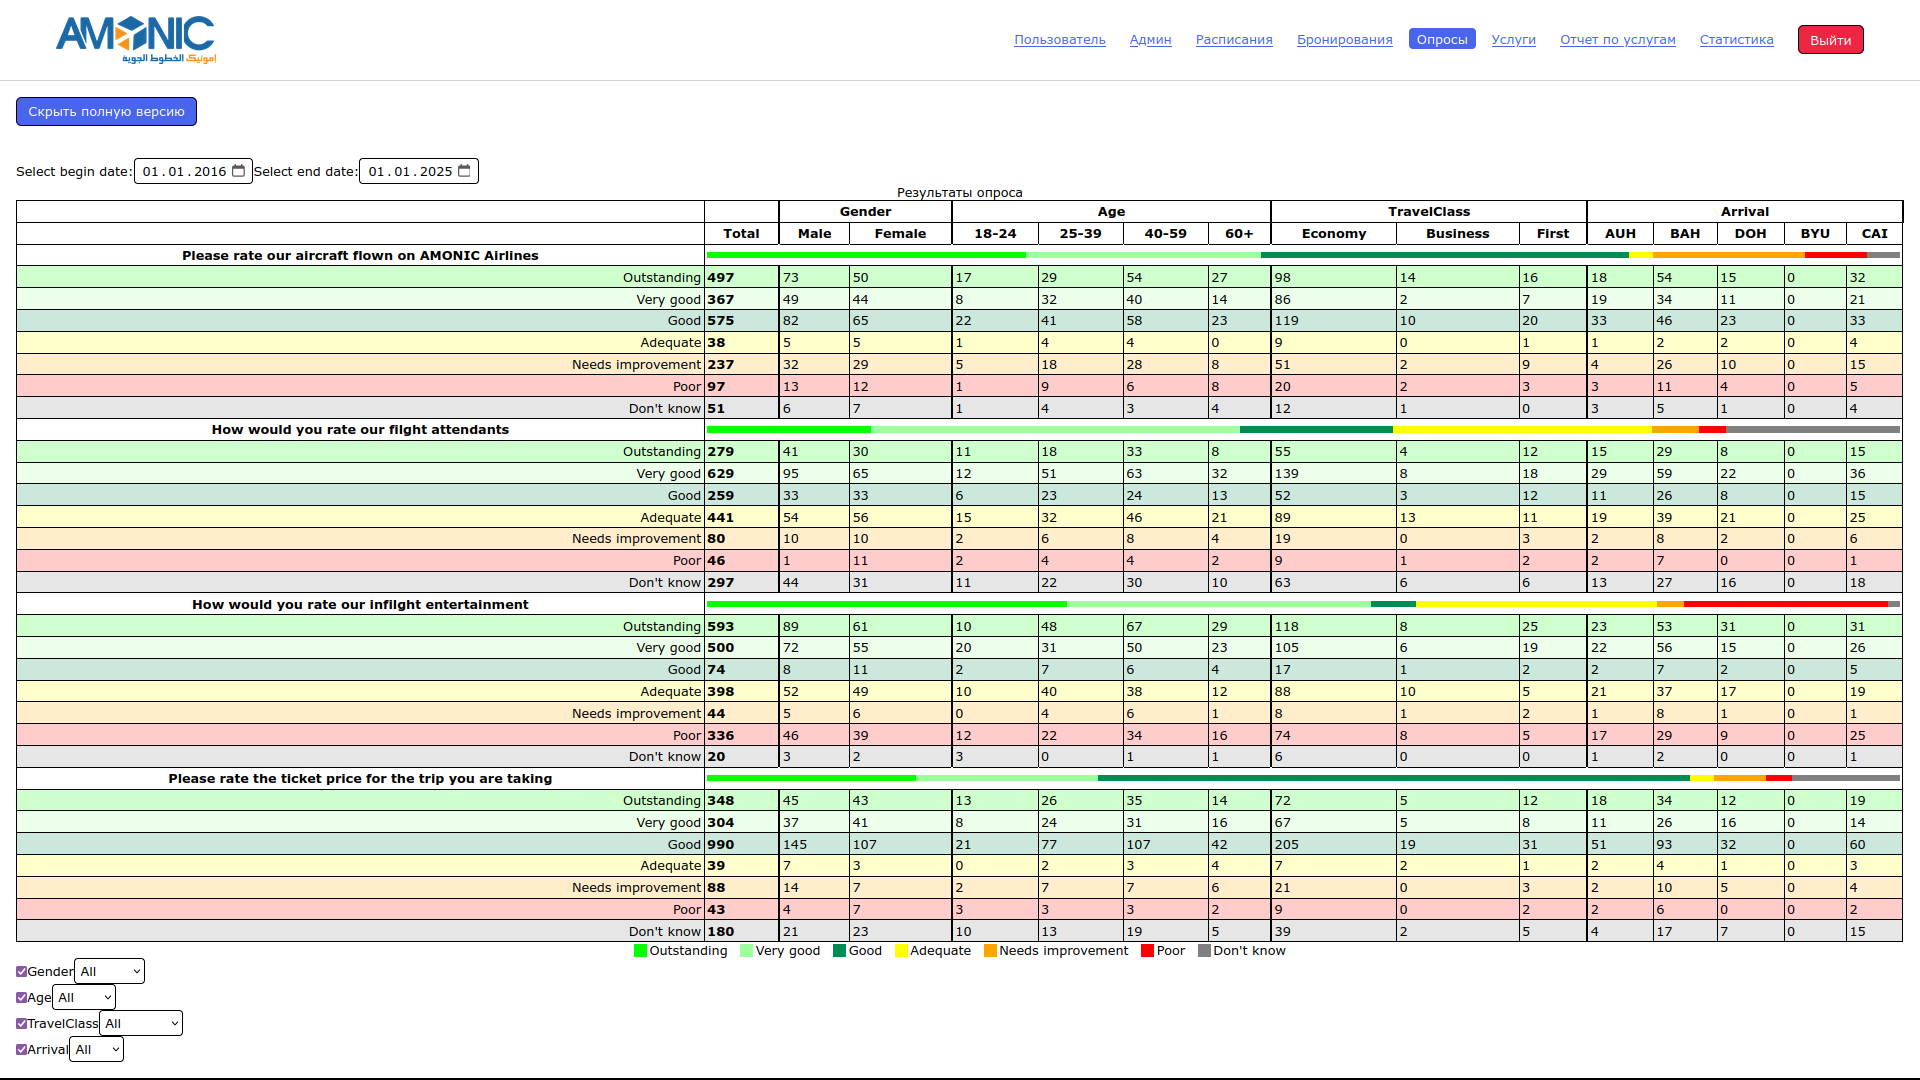 AMONIC
امونيك الخطوط الجوية
Пользователь Админ Расписания Бронирования Опросы Услуги Отчет по услугам Статистика Выйти
Скрыть полную версию
Select begin date: 01.01.2016 Select end date: 01.01.2025
Результаты опроса
Gender Age TravelClass Arrival
Total Male Female 18–24 25–39 40–59 60+ Economy Business First AUH BAH DOH BYU CAI
Please rate our aircraft flown on AMONIC Airlines
Outstanding 497 73 50 17 29 54 27 98 14 16 18 54 15 0 32
Very good 367 49 44 8 32 40 14 86 2 7 19 34 11 0 21
Good 575 82 65 22 41 58 23 119 10 20 33 46 23 0 33
Adequate 38 5 5 1 4 4 0 9 0 1 1 2 2 0 4
Needs improvement 237 32 29 5 18 28 8 51 2 9 4 26 10 0 15
Poor 97 13 12 1 9 6 8 20 2 3 3 11 4 0 5
Don't know 51 6 7 1 4 3 4 12 1 0 3 5 1 0 4
How would you rate our filght attendants
Outstanding 279 41 30 11 18 33 8 55 4 12 15 29 8 0 15
Very good 629 95 65 12 51 63 32 139 8 18 29 59 22 0 36
Good 259 33 33 6 23 24 13 52 3 12 11 26 8 0 15
Adequate 441 54 56 15 32 46 21 89 13 11 19 39 21 0 25
Needs improvement 80 10 10 2 6 8 4 19 0 3 2 8 2 0 6
Poor 46 1 11 2 4 4 2 9 1 2 2 7 0 0 1
Don't know 297 44 31 11 22 30 10 63 6 6 13 27 16 0 18
How would you rate our infilght entertainment
Outstanding 593 89 61 10 48 67 29 118 8 25 23 53 31 0 31
Very good 500 72 55 20 31 50 23 105 6 19 22 56 15 0 26
Good 74 8 11 2 7 6 4 17 1 2 2 7 2 0 5
Adequate 398 52 49 10 40 38 12 88 10 5 21 37 17 0 19
Needs improvement 44 5 6 0 4 6 1 8 1 2 1 8 1 0 1
Poor 336 46 39 12 22 34 16 74 8 5 17 29 9 0 25
Don't know 20 3 2 3 0 1 1 6 0 0 1 2 0 0 1
Please rate the ticket price for the trip you are taking
Outstanding 348 45 43 13 26 35 14 72 5 12 18 34 12 0 19
Very good 304 37 41 8 24 31 16 67 5 8 11 26 16 0 14
Good 990 145 107 21 77 107 42 205 19 31 51 93 32 0 60
Adequate 39 7 3 0 2 3 4 7 2 1 2 4 1 0 3
Needs improvement 88 14 7 2 7 7 6 21 0 3 2 10 5 0 4
Poor 43 4 7 3 3 3 2 9 0 2 2 6 0 0 2
Don't know 180 21 23 10 13 19 5 39 2 5 4 17 7 0 15
Outstanding Very good Good Adequate Needs improvement Poor Don't know
Gender All
Age All
TravelClass All
Arrival All